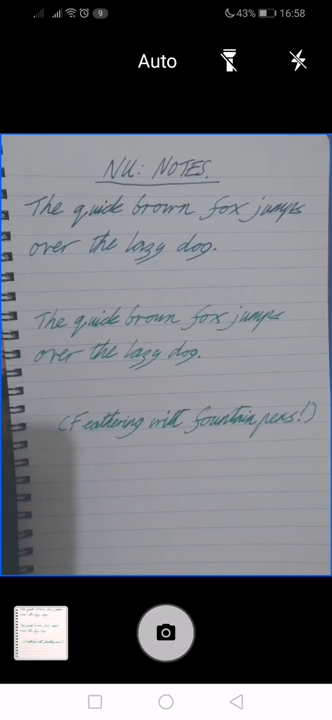 9
43%
16:58
Auto
NU: NOTES.
The quick brown fox jumps
over the lazy dog.
The quick brown fox jumps
over the lazy dog.
(Feathering with fountain pens!)